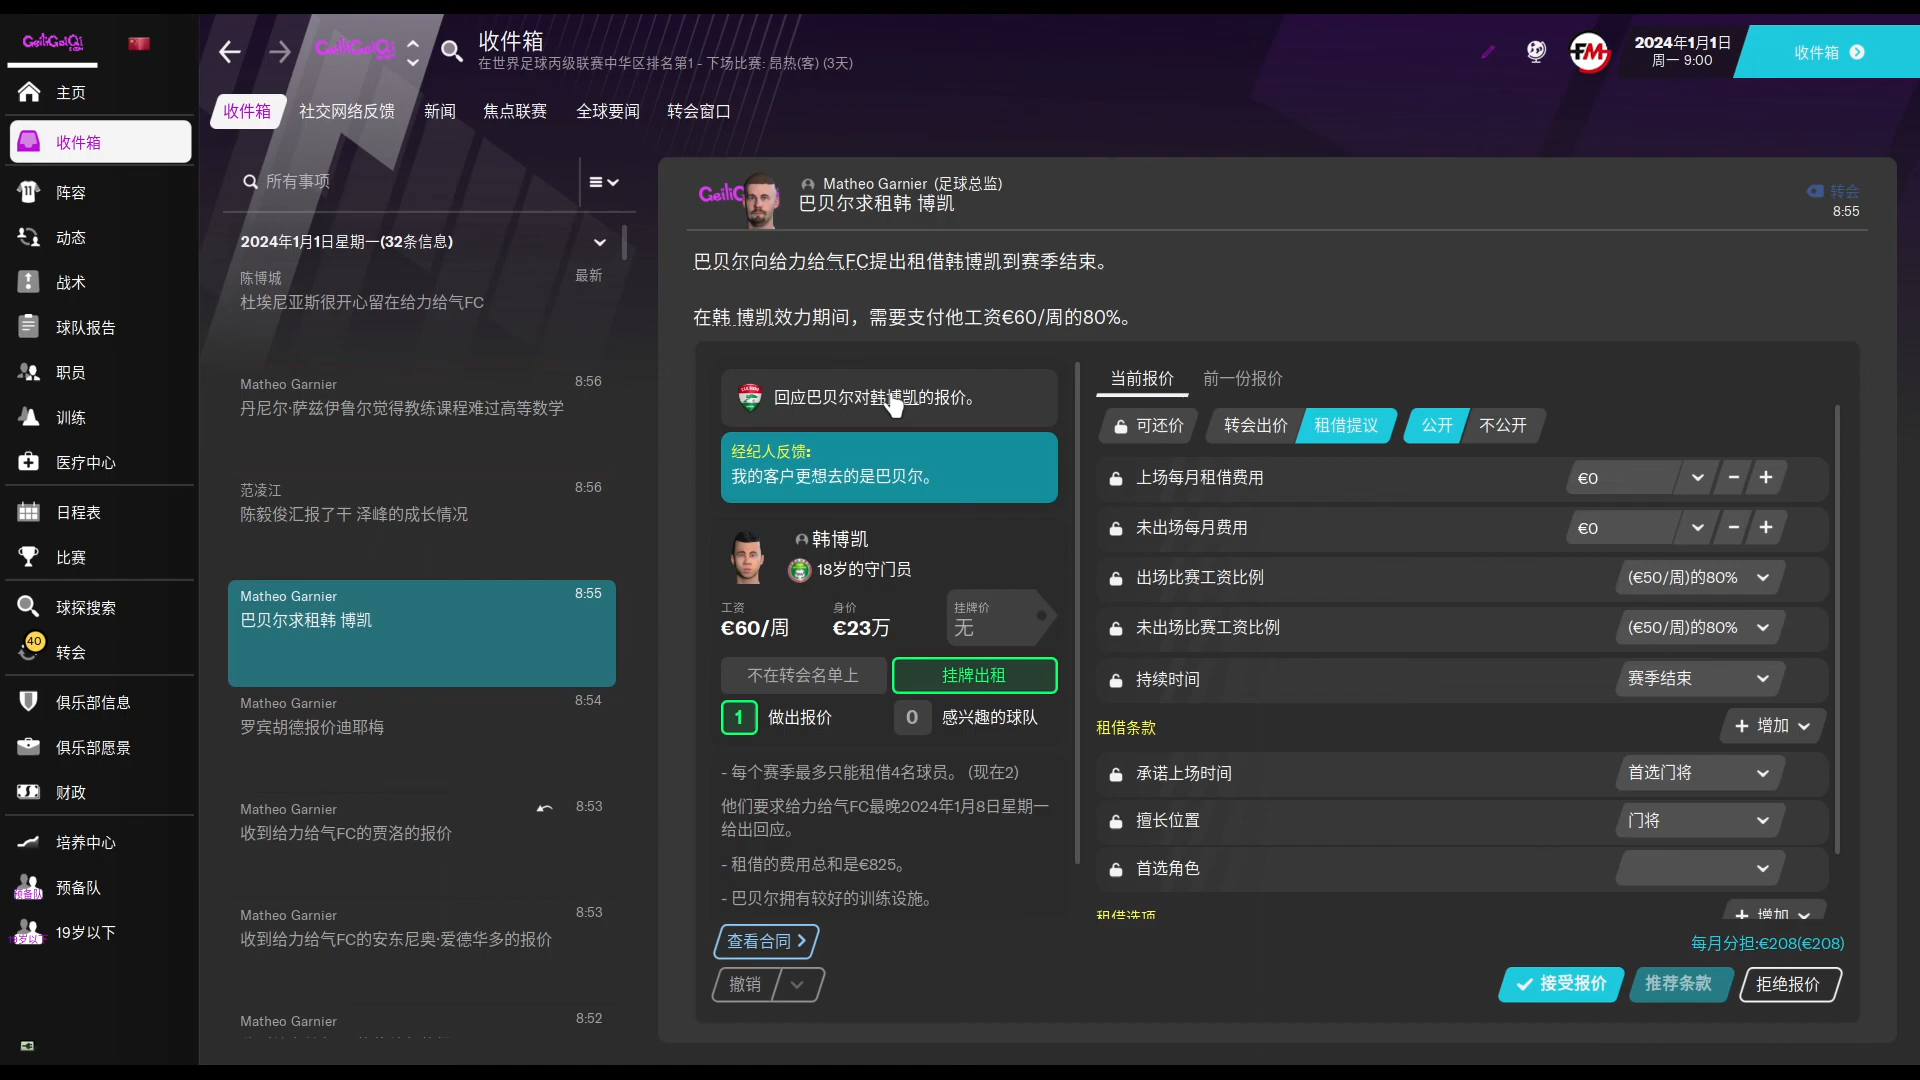 GeiliGeiQi
主页
收件箱
阵容
动态
战术
球队报告
职员
训练
医疗中心
日程表
比赛
球探搜索
40
转会
俱乐部信息
俱乐部愿景
财政
培养中心
预备队
预备队
19岁以下
19岁以下
收件箱
在世界足球丙级联赛中华区排名第1 - 下场比赛: 昂热(客) (3天)
FM
2024年1月1日
周一 9:00
收件箱
收件箱
社交网络反馈
新闻
焦点联赛
全球要闻
转会窗口
所有事项
2024年1月1日星期一(32条信息)
陈博城
最新
杜埃尼亚斯很开心留在给力给气FC
Matheo Garnier
8:56
丹尼尔·萨兹伊鲁尔觉得教练课程难过高等数学
范凌江
8:56
陈毅俊汇报了干 泽峰的成长情况
Matheo Garnier
8:55
巴贝尔求租韩 博凯
Matheo Garnier
8:54
罗宾胡德报价迪耶梅
Matheo Garnier
8:53
收到给力给气FC的贾洛的报价
Matheo Garnier
8:53
收到给力给气FC的安东尼奥·爱德华多的报价
Matheo Garnier
8:52
Matheo Garnier (足球总监)
巴贝尔求租韩 博凯
转会
8:55
巴贝尔向给力给气FC提出租借韩博凯到赛季结束。
在韩 博凯效力期间，需要支付他工资€60/周的80%。
回应巴贝尔对韩博凯的报价。
经纪人反馈:
我的客户更想去的是巴贝尔。
韩博凯
18岁的守门员
工资
€60/周
身价
€23万
挂牌价
无
不在转会名单上
挂牌出租
1 做出报价
0 感兴趣的球队
- 每个赛季最多只能租借4名球员。 (现在2)
他们要求给力给气FC最晚2024年1月8日星期一
给出回应。
- 租借的费用总和是€825。
- 巴贝尔拥有较好的训练设施。
查看合同
撤销
当前报价
前一份报价
可还价
转会出价
租借提议
公开
不公开
上场每月租借费用
€0
未出场每月费用
€0
出场比赛工资比例
(€50/周)的80%
未出场比赛工资比例
(€50/周)的80%
持续时间
赛季结束
租借条款
增加
承诺上场时间
首选门将
擅长位置
门将
首选角色
租借选项
增加
每月分担:€208(€208)
接受报价
推荐条款
拒绝报价